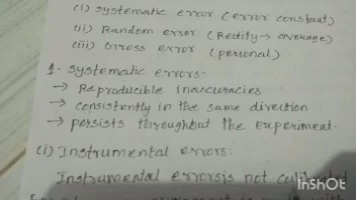 (i) systematic error (error constant)
(ii) Random error (Rectify → average)
(iii) Gross error (personal)
1. systematic errors:
→ Reproducible inaccuracies
→ consistently in the same direction
→ persists throughout the experiment.
(i) Instrumental errors:
Instrumental errors is not
InShOt